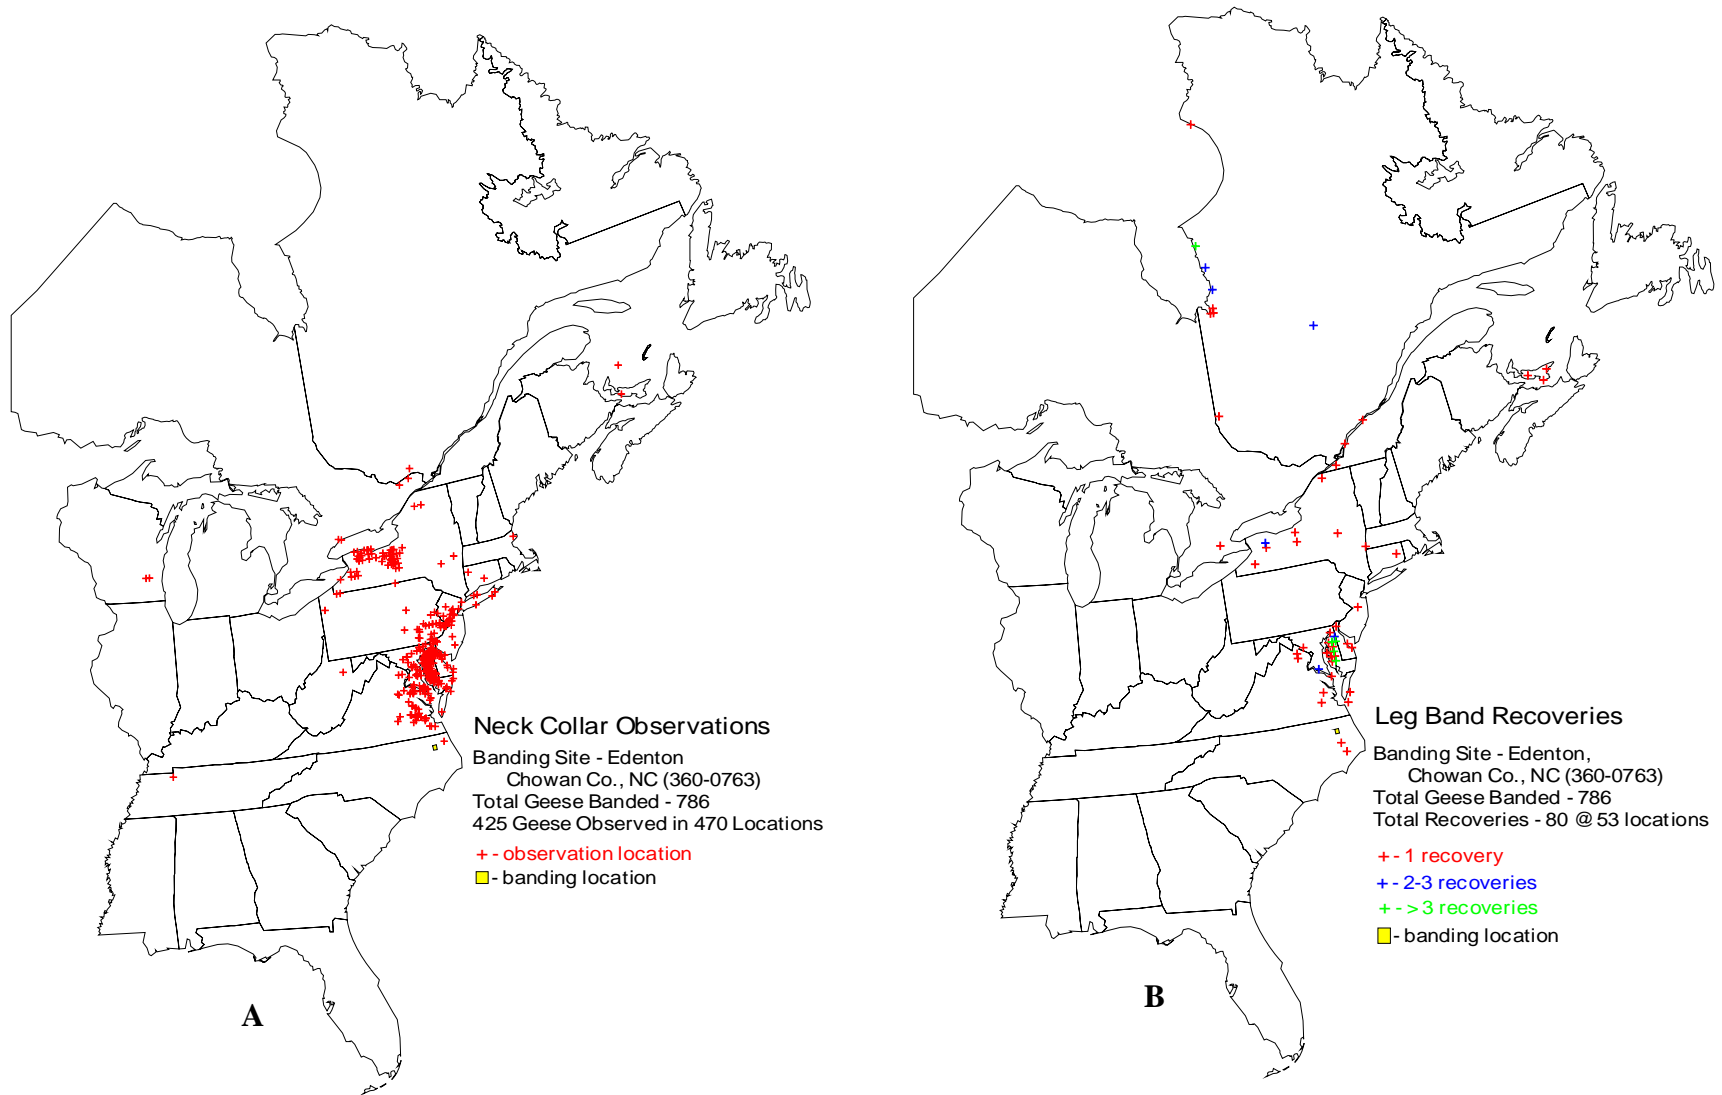 Neck Collar Observations
Banding Site - Edenton
Chowan Co., NC (360-0763)
Total Geese Banded - 786
425 Geese Observed in 470 Locations
+ - observation location
- banding location
A
Leg Band Recoveries
Banding Site - Edenton,
Chowan Co., NC (360-0763)
Total Geese Banded - 786
Total Recoveries - 80 @ 53 locations
+ - 1 recovery
+ - 2-3 recoveries
+ - > 3 recoveries
- banding location
B